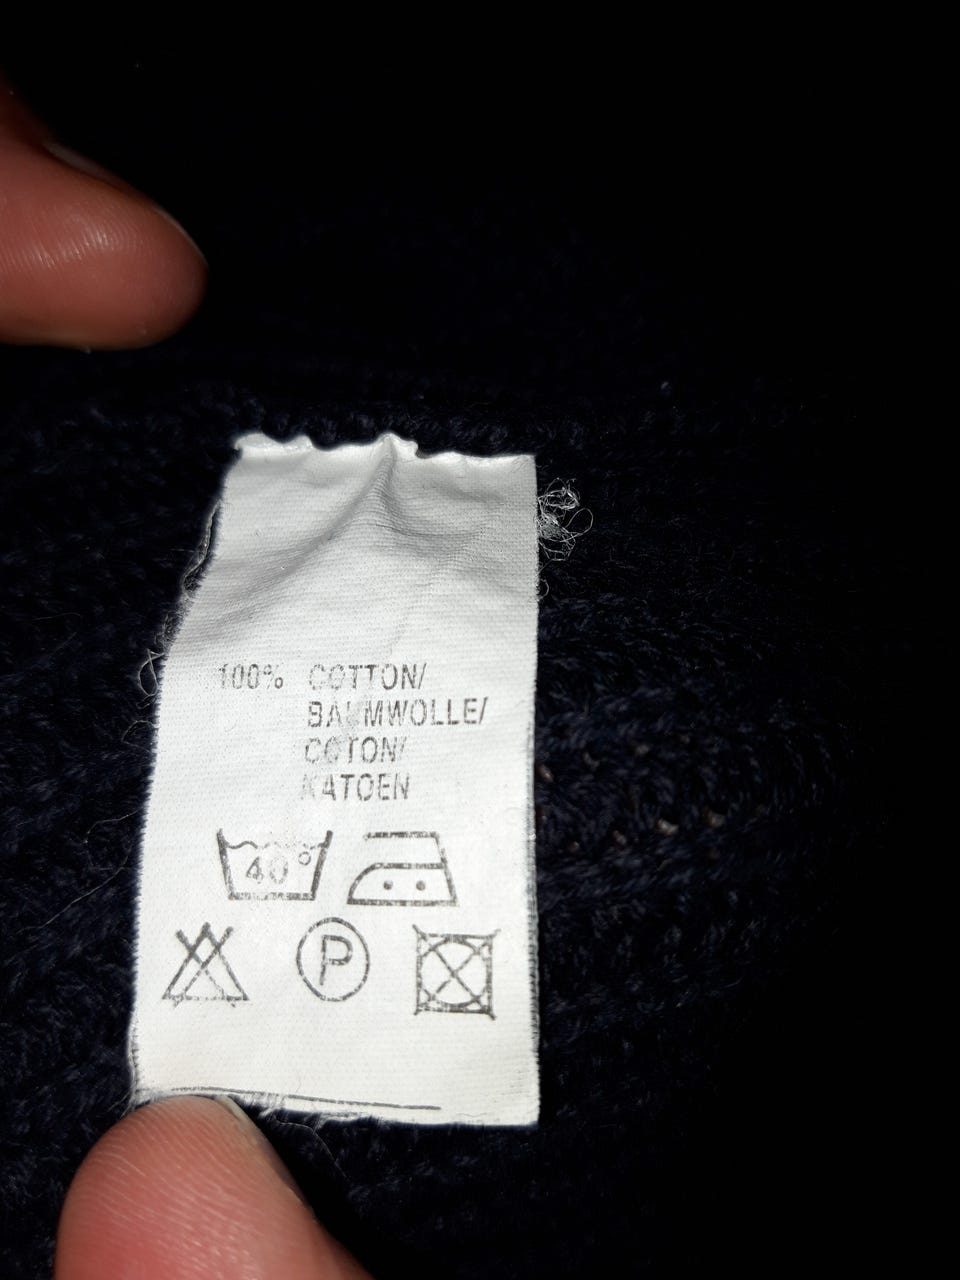 100% COTTON/
BAUMWOLLE/
COTON/
KATOEN
40°
P